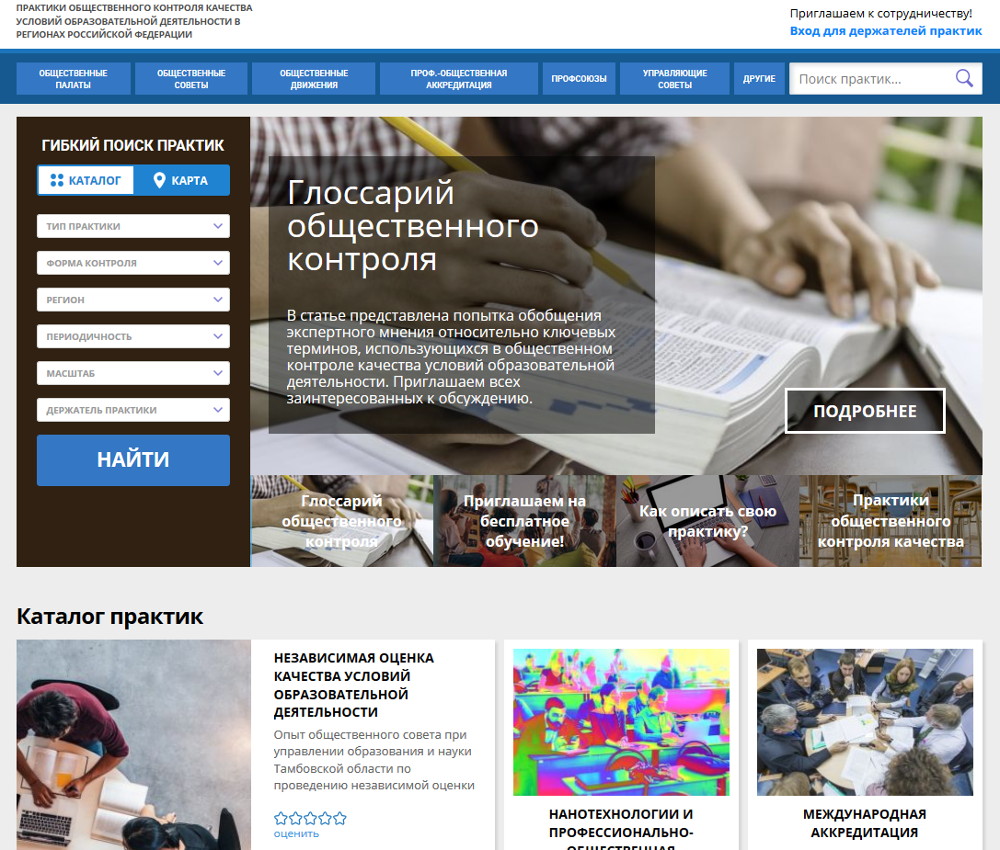 ПРАКТИКИ ОБЩЕСТВЕННОГО КОНТРОЛЯ КАЧЕСТВА
УСЛОВИЙ ОБРАЗОВАТЕЛЬНОЙ ДЕЯТЕЛЬНОСТИ В
РЕГИОНАХ РОССИЙСКОЙ ФЕДЕРАЦИИ
Приглашаем к сотрудничеству!
Вход для держателей практик
ОБЩЕСТВЕННЫЕ
ПАЛАТЫ
ОБЩЕСТВЕННЫЕ
СОВЕТЫ
ОБЩЕСТВЕННЫЕ
ДВИЖЕНИЯ
ПРОФ.-ОБЩЕСТВЕННАЯ
АККРЕДИТАЦИЯ
ПРОФСОЮЗЫ
УПРАВЛЯЮЩИЕ
СОВЕТЫ
ДРУГИЕ
Поиск практик...
ГИБКИЙ ПОИСК ПРАКТИК
КАТАЛОГ
КАРТА
ТИП ПРАКТИКИ
ФОРМА КОНТРОЛЯ
РЕГИОН
ПЕРИОДИЧНОСТЬ
МАСШТАБ
ДЕРЖАТЕЛЬ ПРАКТИКИ
НАЙТИ
Глоссарий
общественного
контроля
В статье представлена попытка обобщения
экспертного мнения относительно ключевых
терминов, использующихся в общественном
контроле качества условий образовательной
деятельности. Приглашаем всех
заинтересованных к обсуждению.
ПОДРОБНЕЕ
Глоссарий
общественного
контроля
Приглашаем на
бесплатное
обучение!
Как описать свою
практику?
Практики
общественного
контроля качества
Каталог практик
НЕЗАВИСИМАЯ ОЦЕНКА
КАЧЕСТВА УСЛОВИЙ
ОБРАЗОВАТЕЛЬНОЙ
ДЕЯТЕЛЬНОСТИ
Опыт общественного совета при
управлении образования и науки
Тамбовской области по
проведению независимой оценки
оценить
НАНОТЕХНОЛОГИИ И
ПРОФЕССИОНАЛЬНО-
ОБЩЕСТВЕННАЯ
МЕЖДУНАРОДНАЯ
АККРЕДИТАЦИЯ